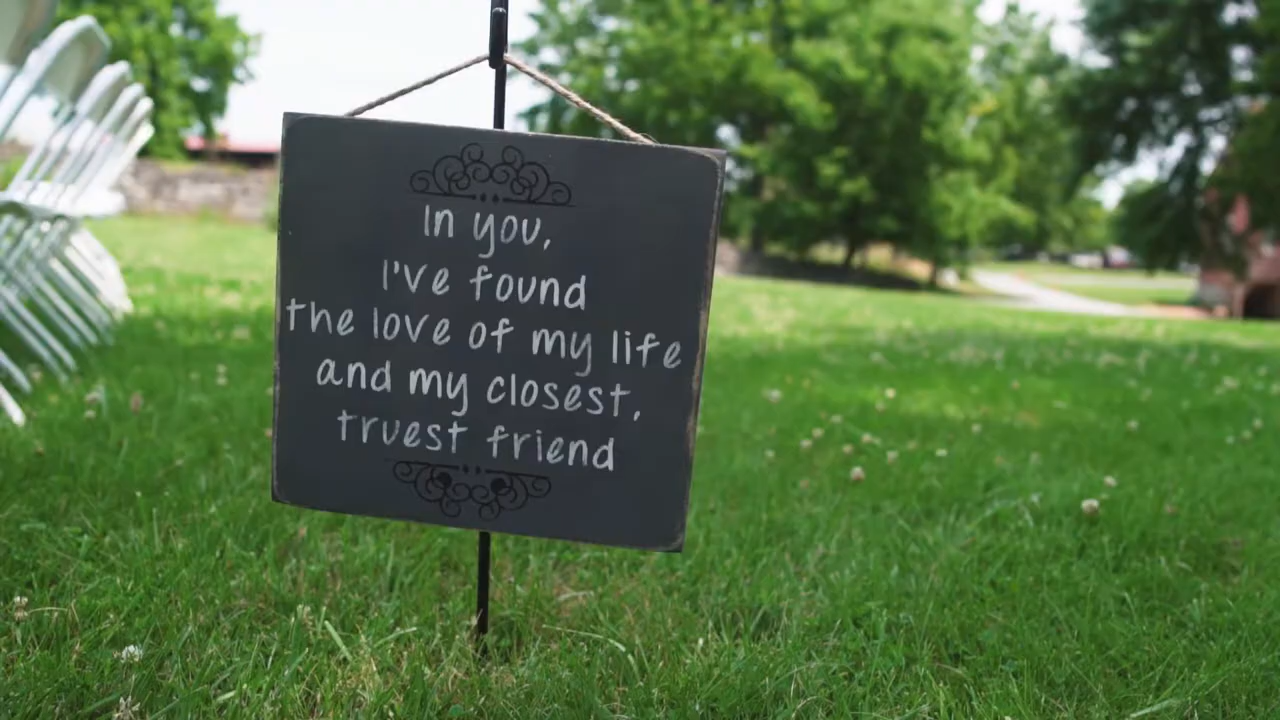 In you,
I've found
the love of my life
and my closest,
truest friend